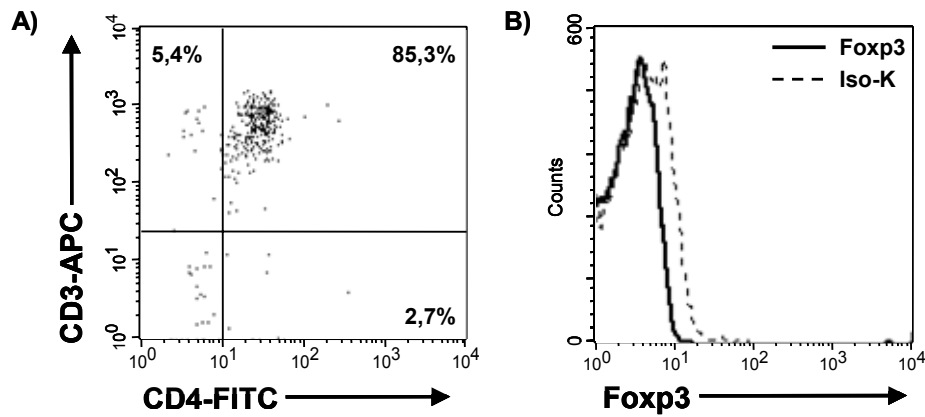 A)
10^4
10^3
10^2
10^1
10^0
CD3-APC
5,4%
85,3%
2,7%
10^0 10^1 10^2 10^3 10^4
CD4-FITC
B)
600
Counts
0
Foxp3
Iso-K
10^0 10^1 10^2 10^3 10^4
Foxp3